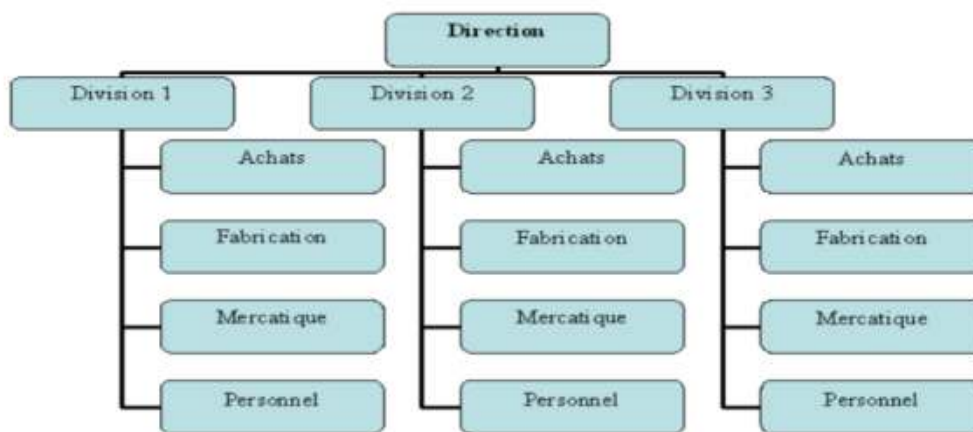 Direction
Division 1
Division 2
Division 3
Achats
Achats
Achats
Fabrication
Fabrication
Fabrication
Mercatique
Mercatique
Mercatique
Personnel
Personnel
Personnel